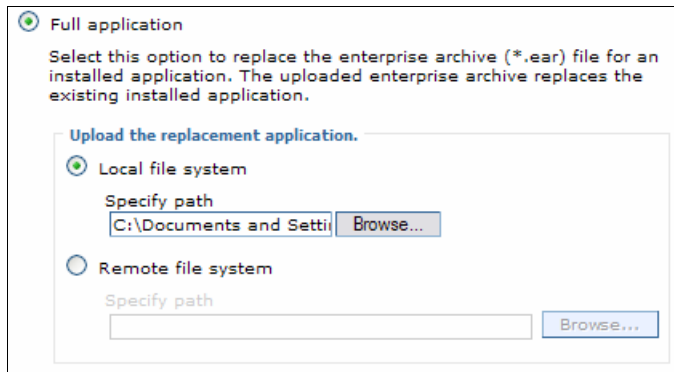 Full application
Select this option to replace the enterprise archive (*.ear) file for an
installed application. The uploaded enterprise archive replaces the
existing installed application.
Upload the replacement application.
Local file system
Specify path
C:\Documents and Setti Browse...
Remote file system
Specify path
Browse...